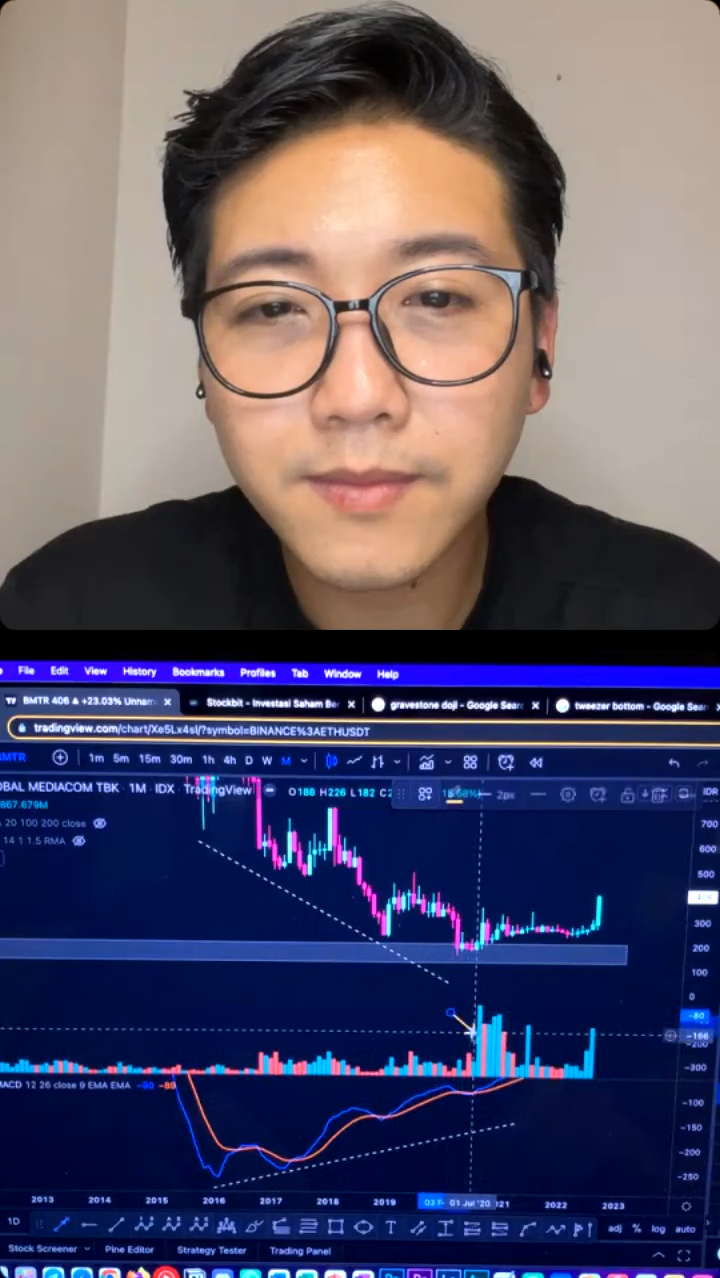 File Edit View History Bookmarks Profiles Tab Window Help
BMTR 406 ▲ +23.03% Unnam × Stockbit - Investasi Saham Be × gravestone doji - Google Sear × tweezer bottom - Google Sear ×
tradingview.com/chart/Xe5Lx4sl/?symbol=BINANCE%3AETHUSDT
BMTR 1m 5m 15m 30m 1h 4h D W M
OBAL MEDIACOM TBK · 1M · IDX · TradingView O188 H226 L182 C2 2px IDR
867.679M
20 100 200 close
14 1 1.5 RMA
700
600
500
300
200
100
0
-80
-166
-200
-300
MACD 12 26 close 9 EMA EMA -80 -89
-100
-150
-200
-250
2013 2014 2015 2016 2017 2018 2019 01 Jul '20 2022 2023
1D adj % log auto
Stock Screener Pine Editor Strategy Tester Trading Panel